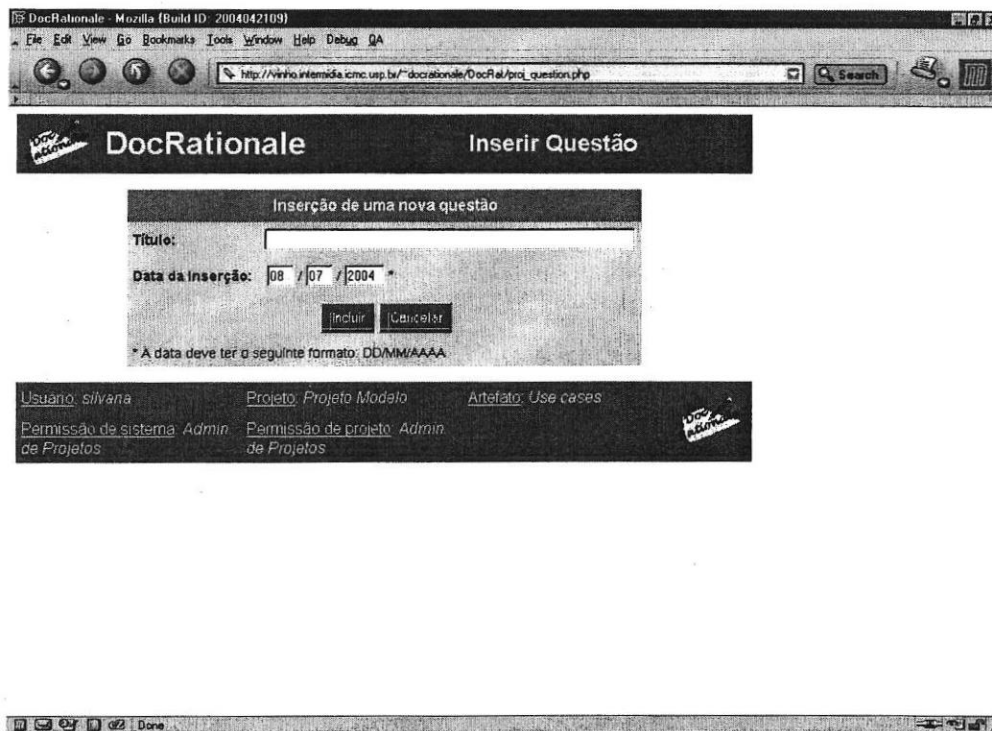 DocRationale - Mozilla {Build ID: 2004042109}
File Edit View Go Bookmarks Tools Window Help Debug QA
http://vinho.intermidia.icmc.usp.br/~docrationale/DocRat/proj_question.php Search
DocRationale Inserir Questão
Inserção de uma nova questão
Título:
Data da Inserção: 08 / 07 / 2004 *
Incluir Cancelar
* A data deve ter o seguinte formato: DD/MM/AAAA
Usuário: silvana Projeto: Projeto Modelo Artefato: Use cases
Permissão de sistema: Admin. Permissão de projeto: Admin.
de Projetos de Projetos
Done